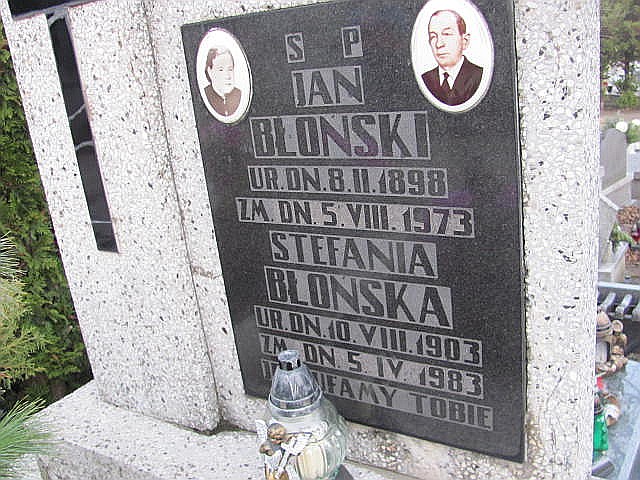 S P
JAN
BŁOŃSKI
UR. DN. 8. II. 1898
ZM. DN. 5. VIII. 1973
STEFANIA
BŁOŃSKA
UR. DN. 10. VIII. 1903
ZM. DN. 5. IV. 1983
TOBIE